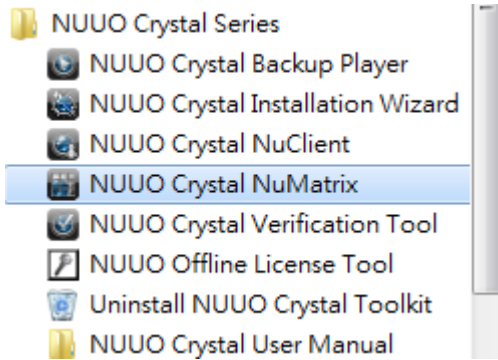 NUUO Crystal Series
NUUO Crystal Backup Player
NUUO Crystal Installation Wizard
NUUO Crystal NuClient
NUUO Crystal NuMatrix
NUUO Crystal Verification Tool
NUUO Offline License Tool
Uninstall NUUO Crystal Toolkit
NUUO Crystal User Manual